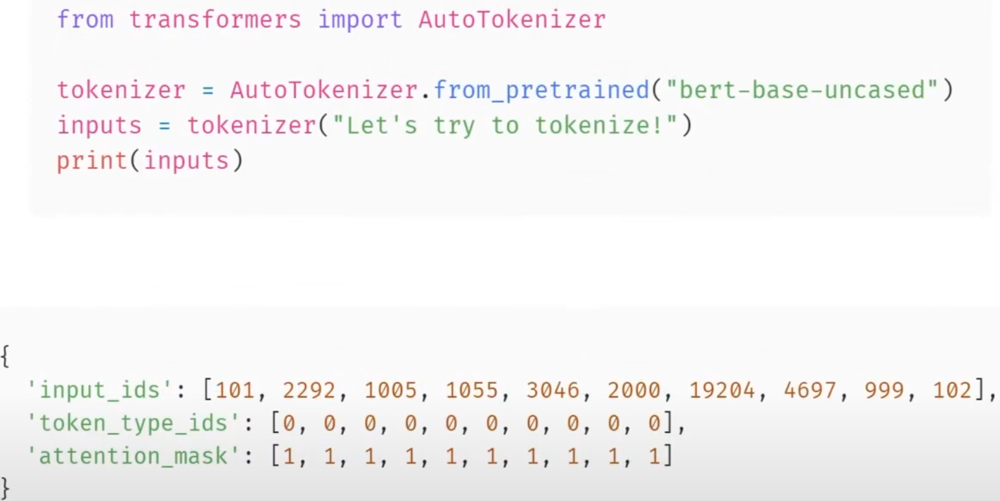 from transformers import AutoTokenizer
tokenizer = AutoTokenizer.from_pretrained("bert-base-uncased")
inputs = tokenizer("Let's try to tokenize!")
print(inputs)
{
'input_ids': [101, 2292, 1005, 1055, 3046, 2000, 19204, 4697, 999, 102],
'token_type_ids': [0, 0, 0, 0, 0, 0, 0, 0, 0, 0],
'attention_mask': [1, 1, 1, 1, 1, 1, 1, 1, 1, 1]
}